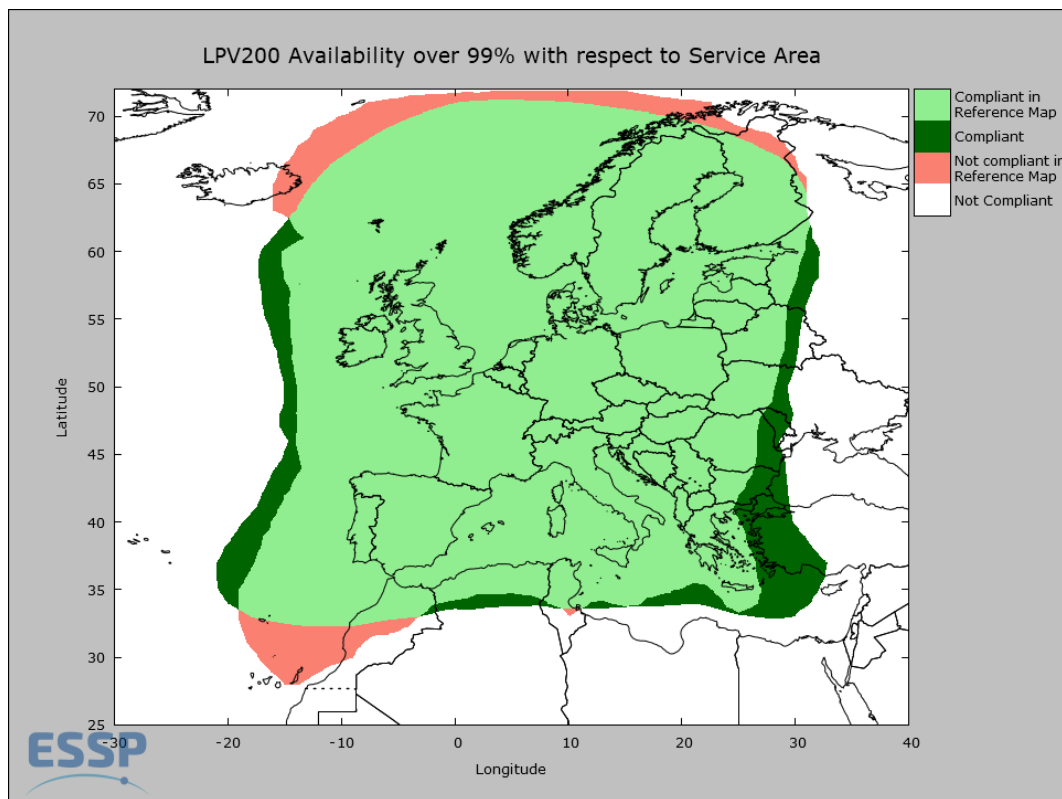 LPV200 Availability over 99% with respect to Service Area
70
65
60
55
50
45
40
35
30
25
Latitude
-30
-20
-10
0
10
20
30
40
Longitude
Compliant in
Reference Map
Compliant
Not compliant in
Reference Map
Not Compliant
ESSP